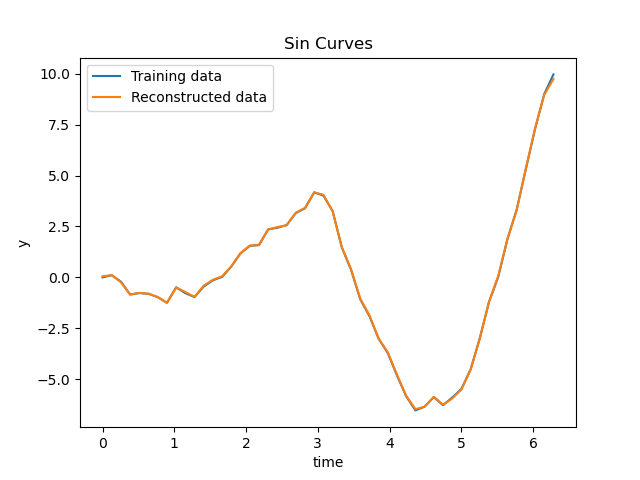 Sin Curves
Training data
Reconstructed data
10.0
7.5
5.0
2.5
0.0
−2.5
−5.0
y
0 1 2 3 4 5 6
time